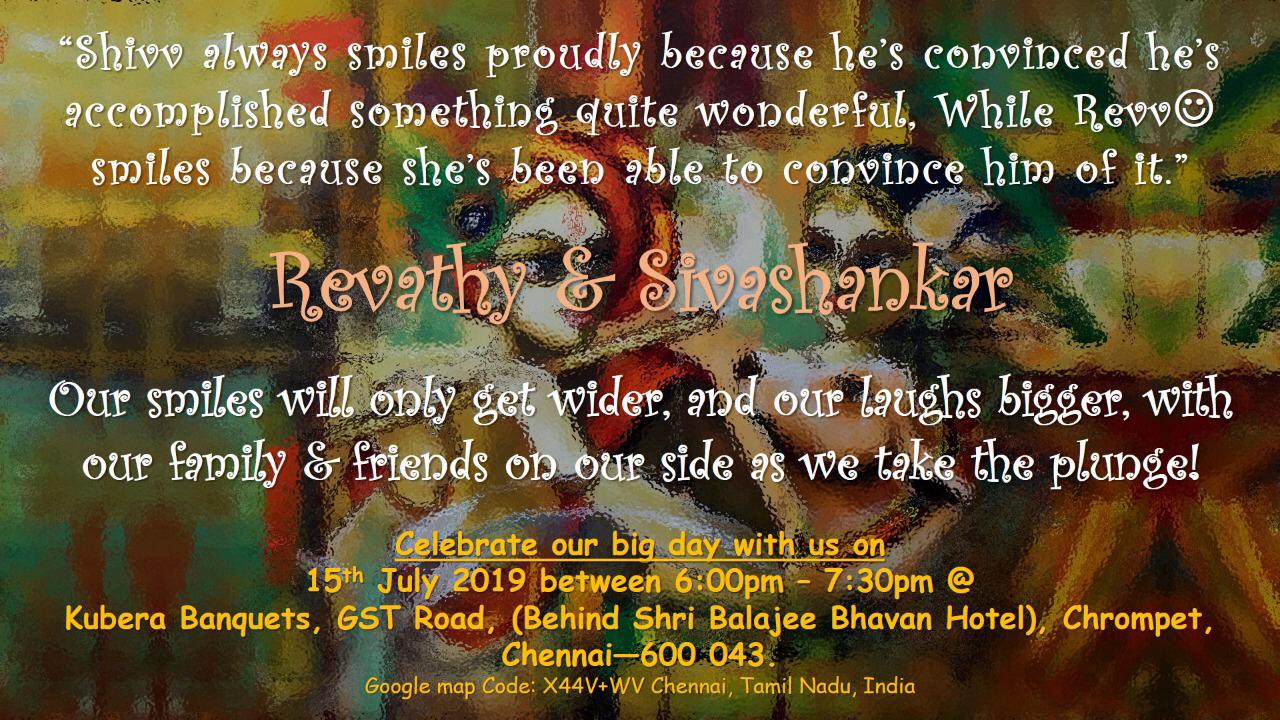 “Shivv always smiles proudly because he’s convinced he’s
accomplished something quite wonderful, While Revv☺
smiles because she’s been able to convince him of it.”
Revathy & Sivashankar
Our smiles will only get wider, and our laughs bigger, with
our family & friends on our side as we take the plunge!
Celebrate our big day with us on
15th July 2019 between 6:00pm – 7:30pm @
Kubera Banquets, GST Road, (Behind Shri Balajee Bhavan Hotel), Chrompet,
Chennai—600 043.
Google map Code: X44V+WV Chennai, Tamil Nadu, India